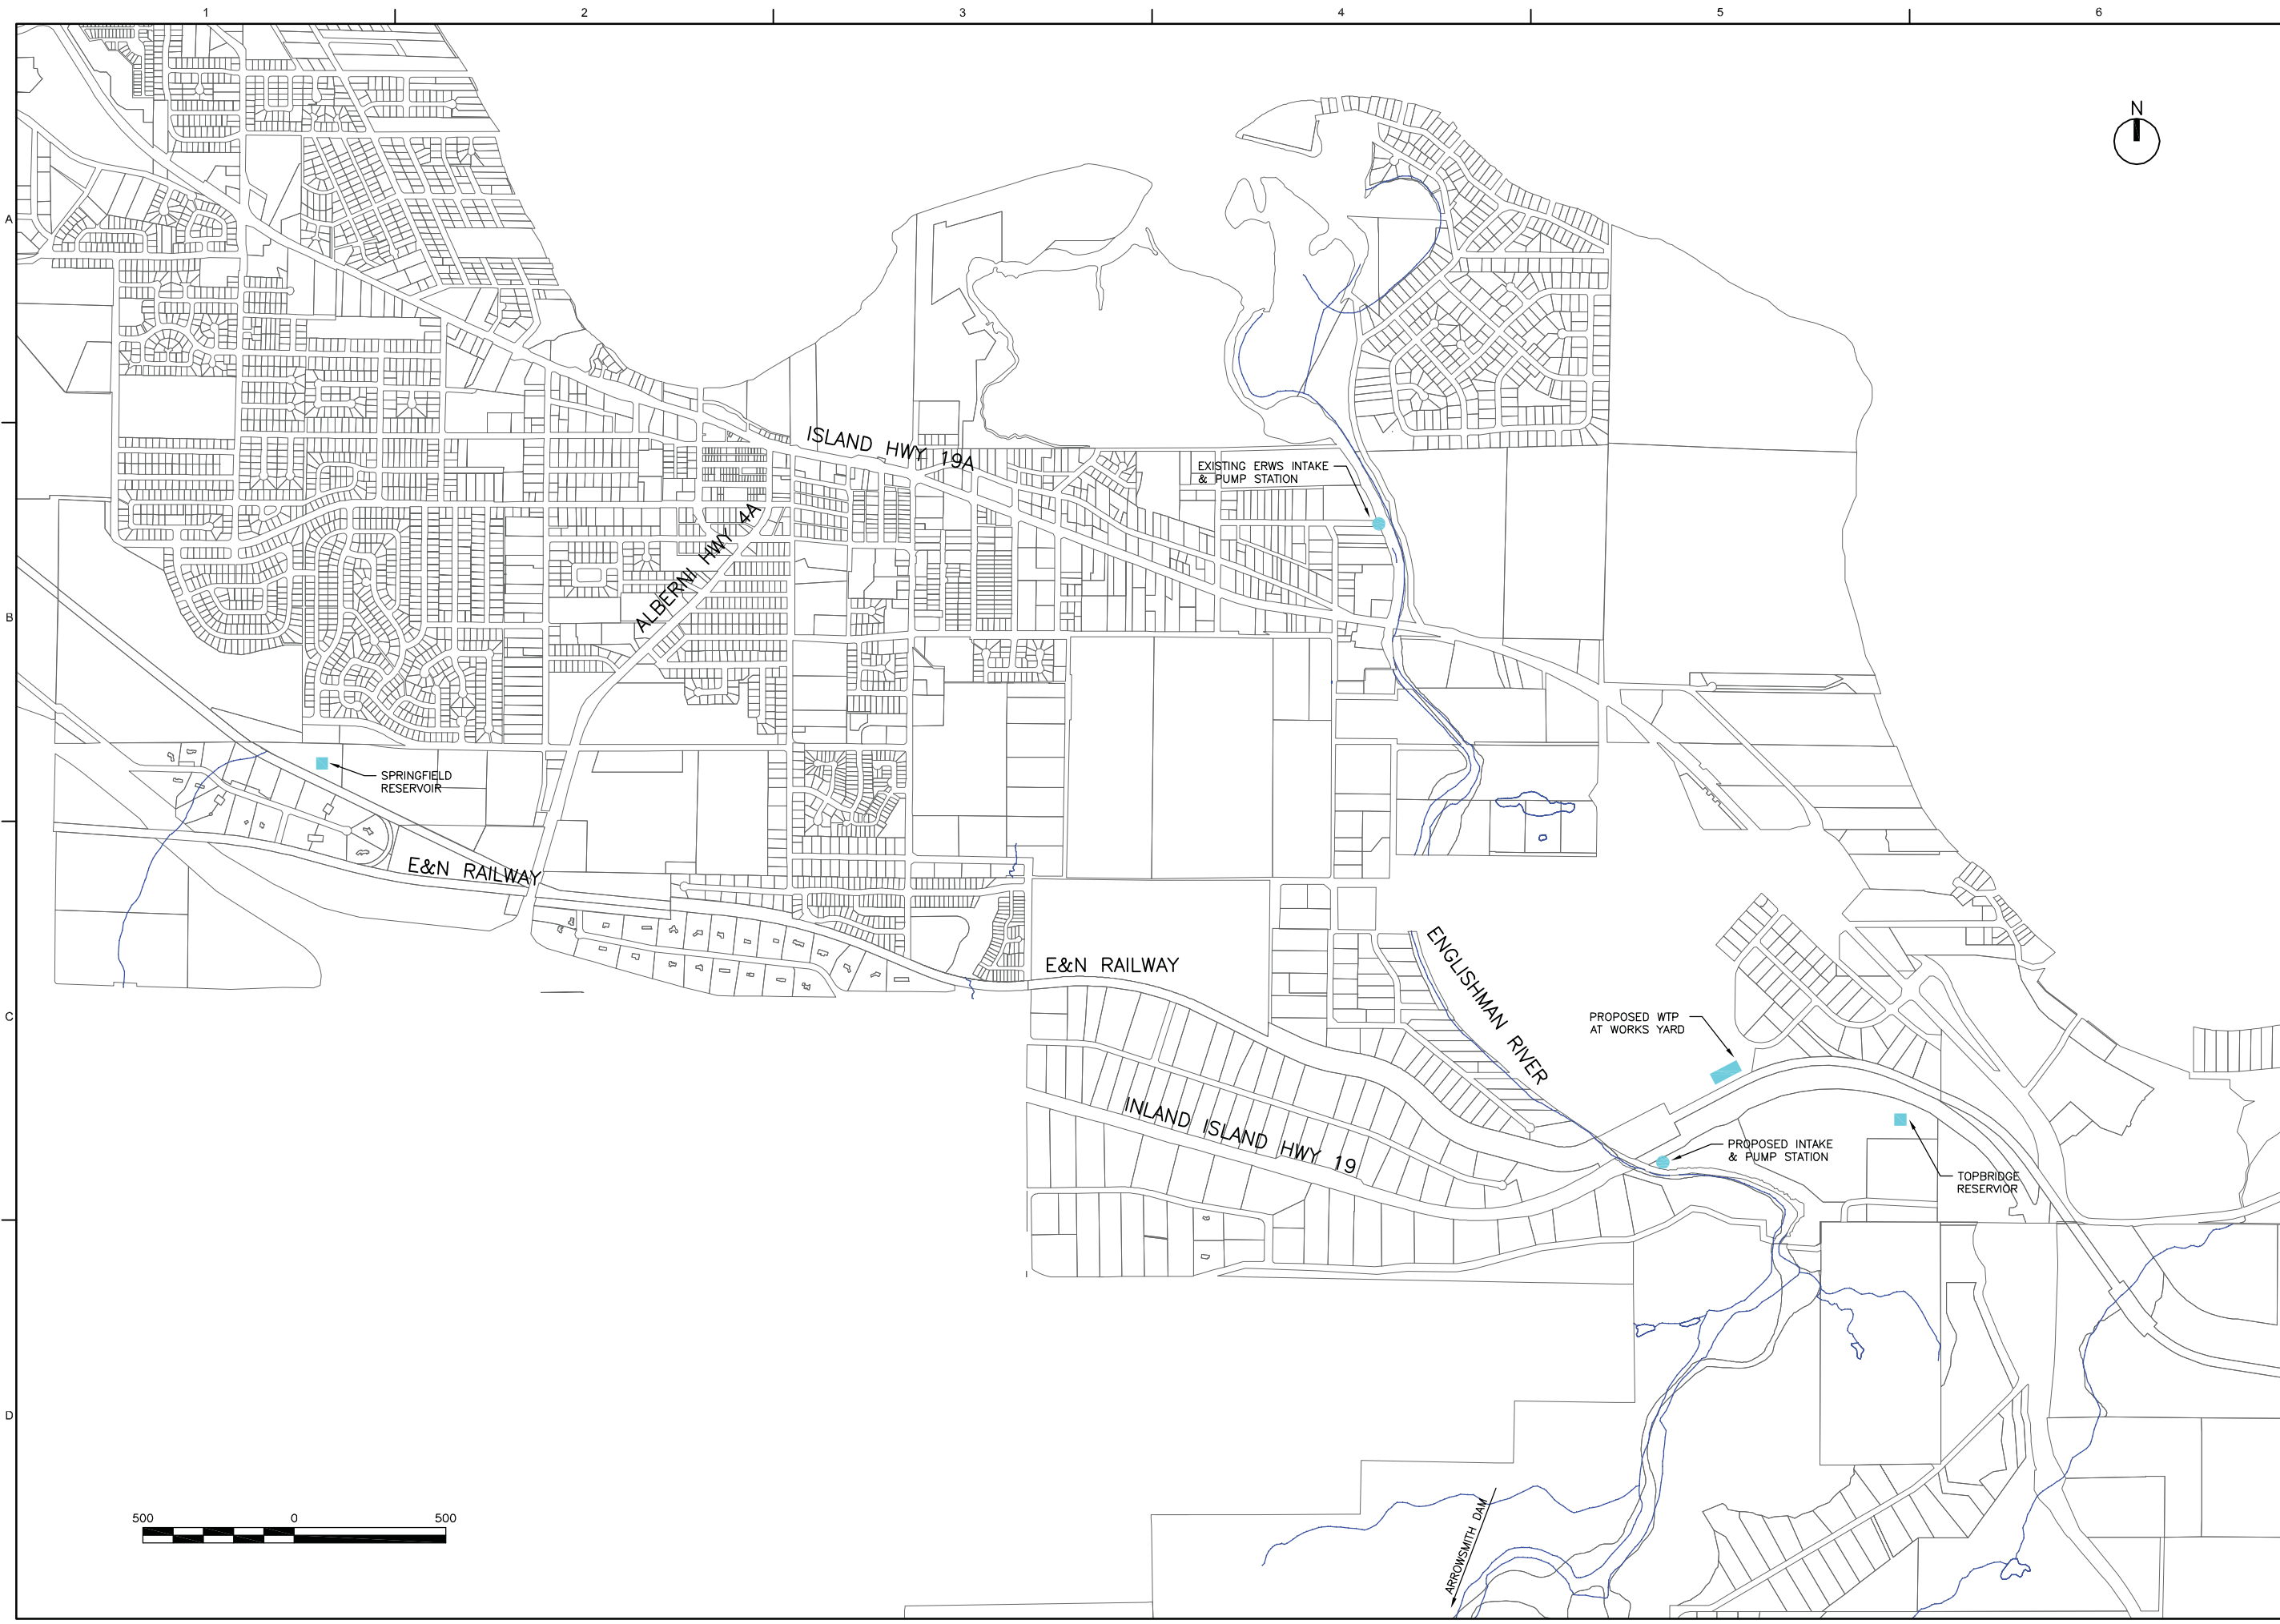 1
2
3
4
5
6
N
A
ISLAND HWY 19A
EXISTING ERWS INTAKE
& PUMP STATION
ALBERNI HWY 4A
B
SPRINGFIELD
RESERVOIR
E&N RAILWAY
E&N RAILWAY
ENGLISHMAN RIVER
C
PROPOSED WTP
AT WORKS YARD
INLAND ISLAND HWY 19
PROPOSED INTAKE
& PUMP STATION
TOPBRIDGE
RESERVIOR
D
ARROWSMITH DAM
500
0
500